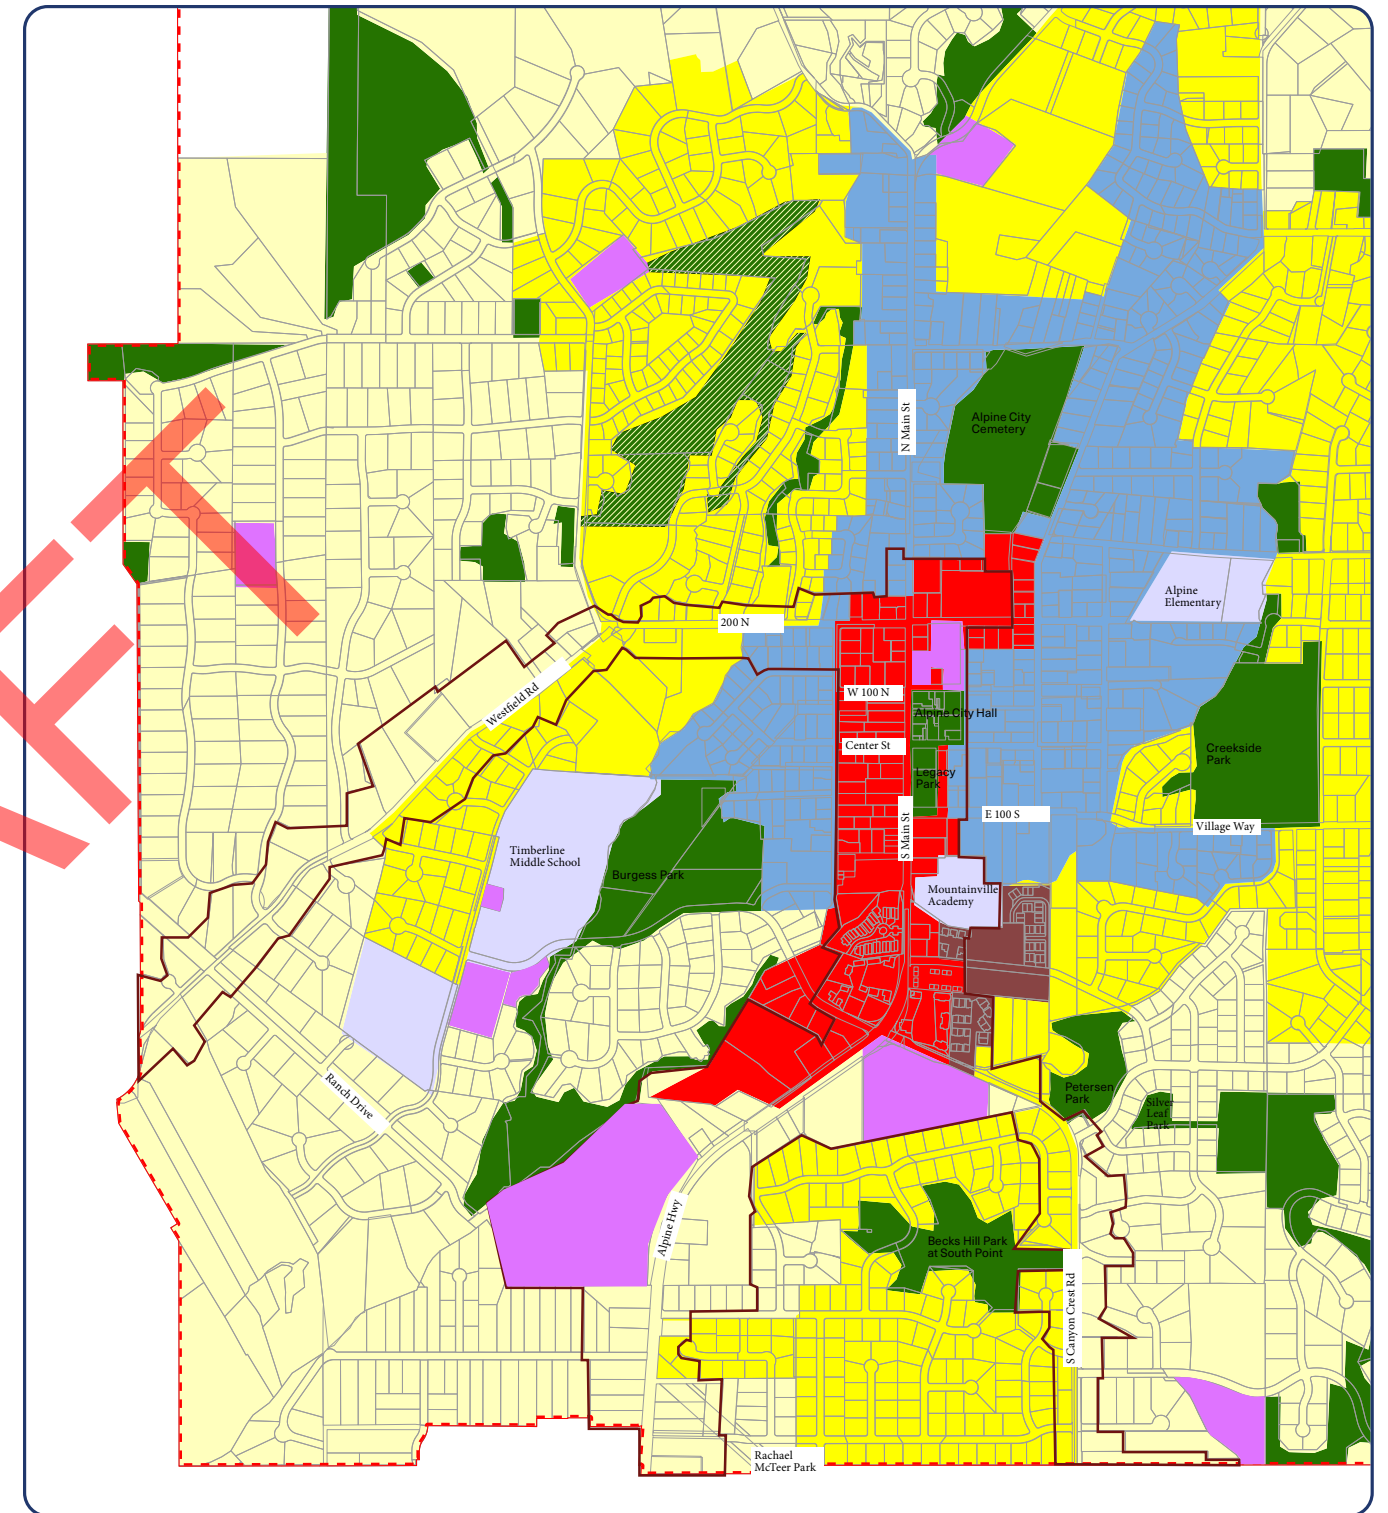 N Main St
Alpine City
Cemetery
Alpine
Elementary
200 N
Westfield Rd
W 100 N
Alpine City Hall
Center St
Creekside
Park
Legacy
Park
S Main St
E 100 S
Village Way
Timberline
Middle School
Burgess Park
Mountainville
Academy
Ranch Drive
Petersen
Park
Silver
Leaf
Park
Alpine Hwy
Becks Hill Park
at South Point
S Canyon Crest Rd
Rachael
McTeer Park